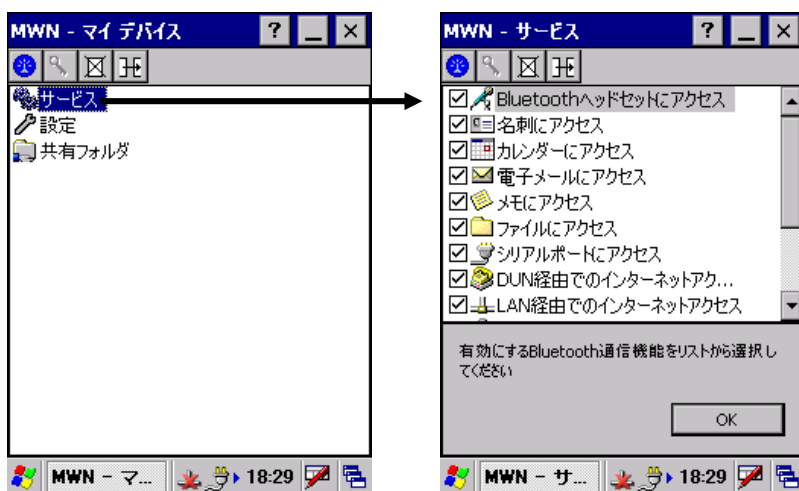 MWN - マイ デバイス ? _ ×
サービス
設定
共有フォルダ
MWN - マ... 18:29
MWN - サービス ? _ ×
Bluetoothヘッドセットにアクセス
名刺にアクセス
カレンダーにアクセス
電子メールにアクセス
メモにアクセス
ファイルにアクセス
シリアルポートにアクセス
DUN経由でのインターネットアク...
LAN経由でのインターネットアクセス
有効にするBluetooth通信機能をリストから選択し
てください
OK
MWN - サ... 18:29